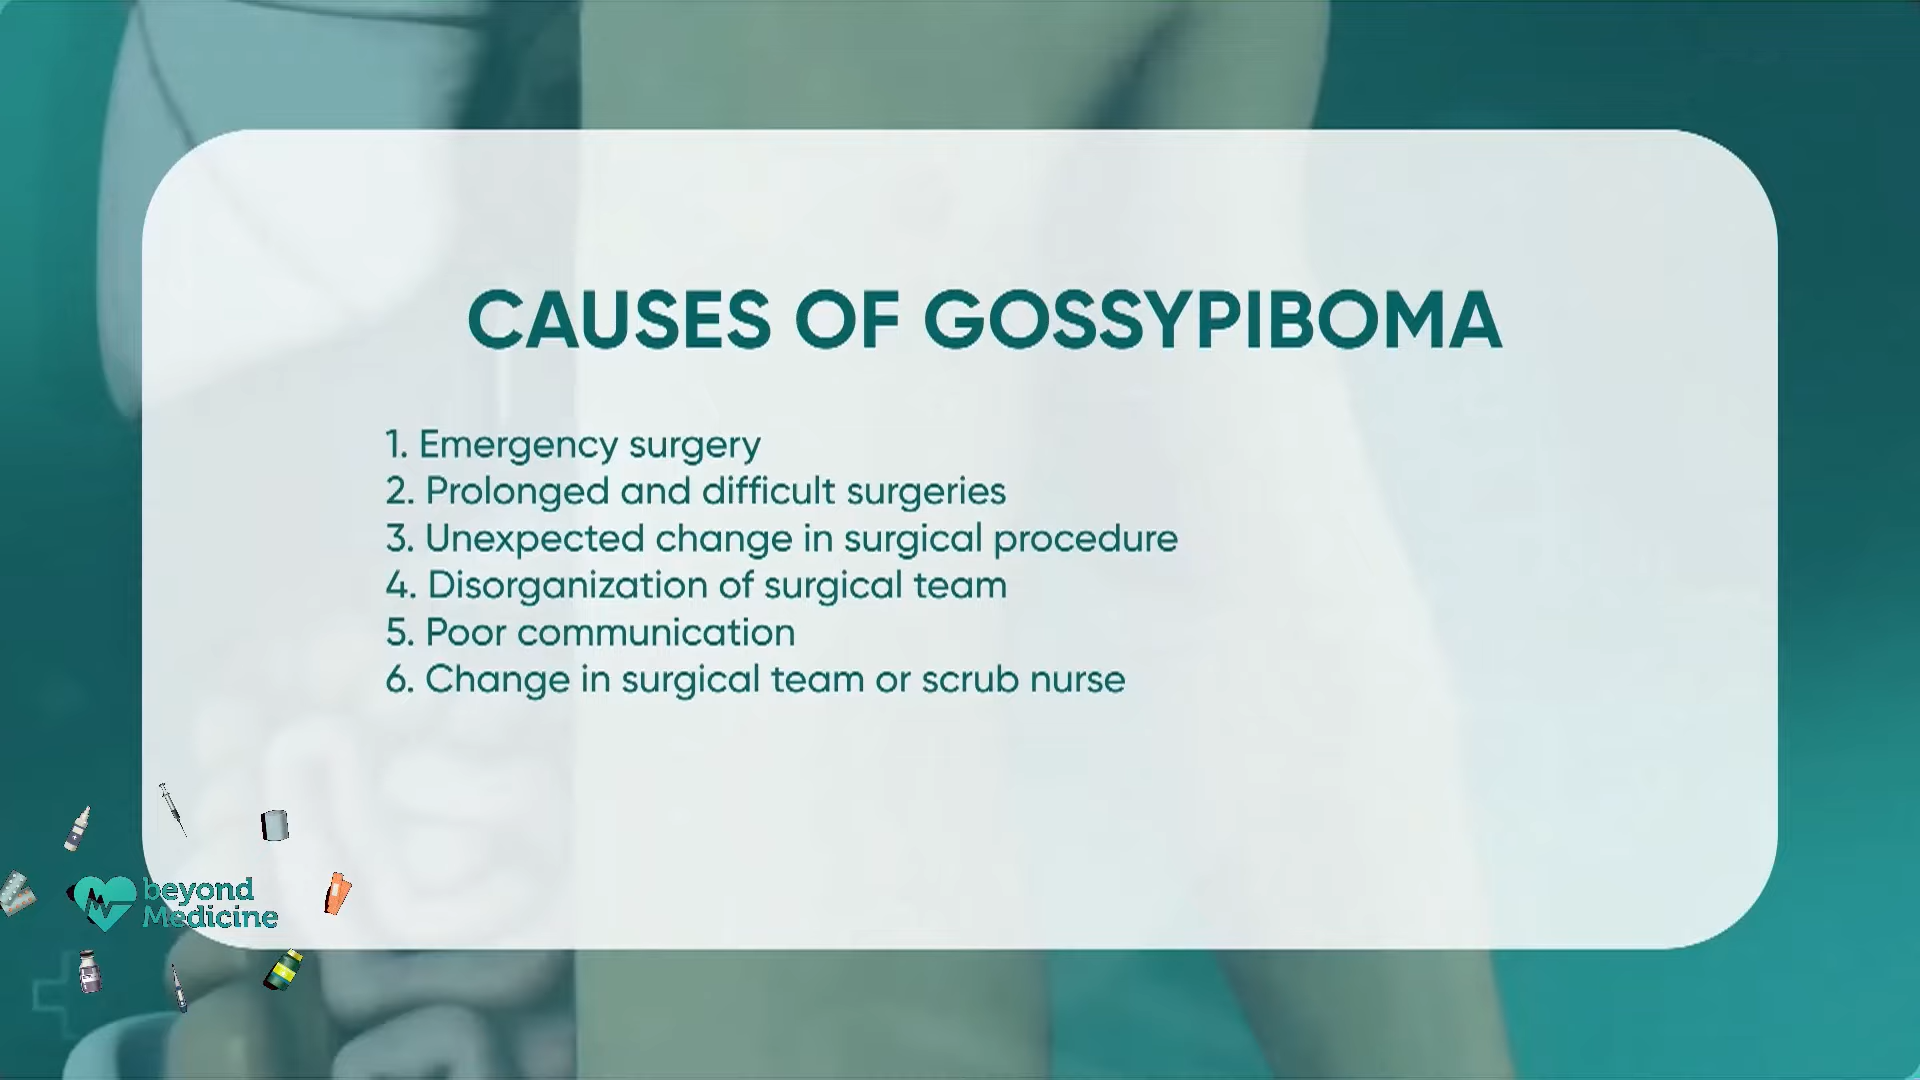 CAUSES OF GOSSYPIBOMA
1. Emergency surgery
2. Prolonged and difficult surgeries
3. Unexpected change in surgical procedure
4. Disorganization of surgical team
5. Poor communication
6. Change in surgical team or scrub nurse
beyond
Medicine